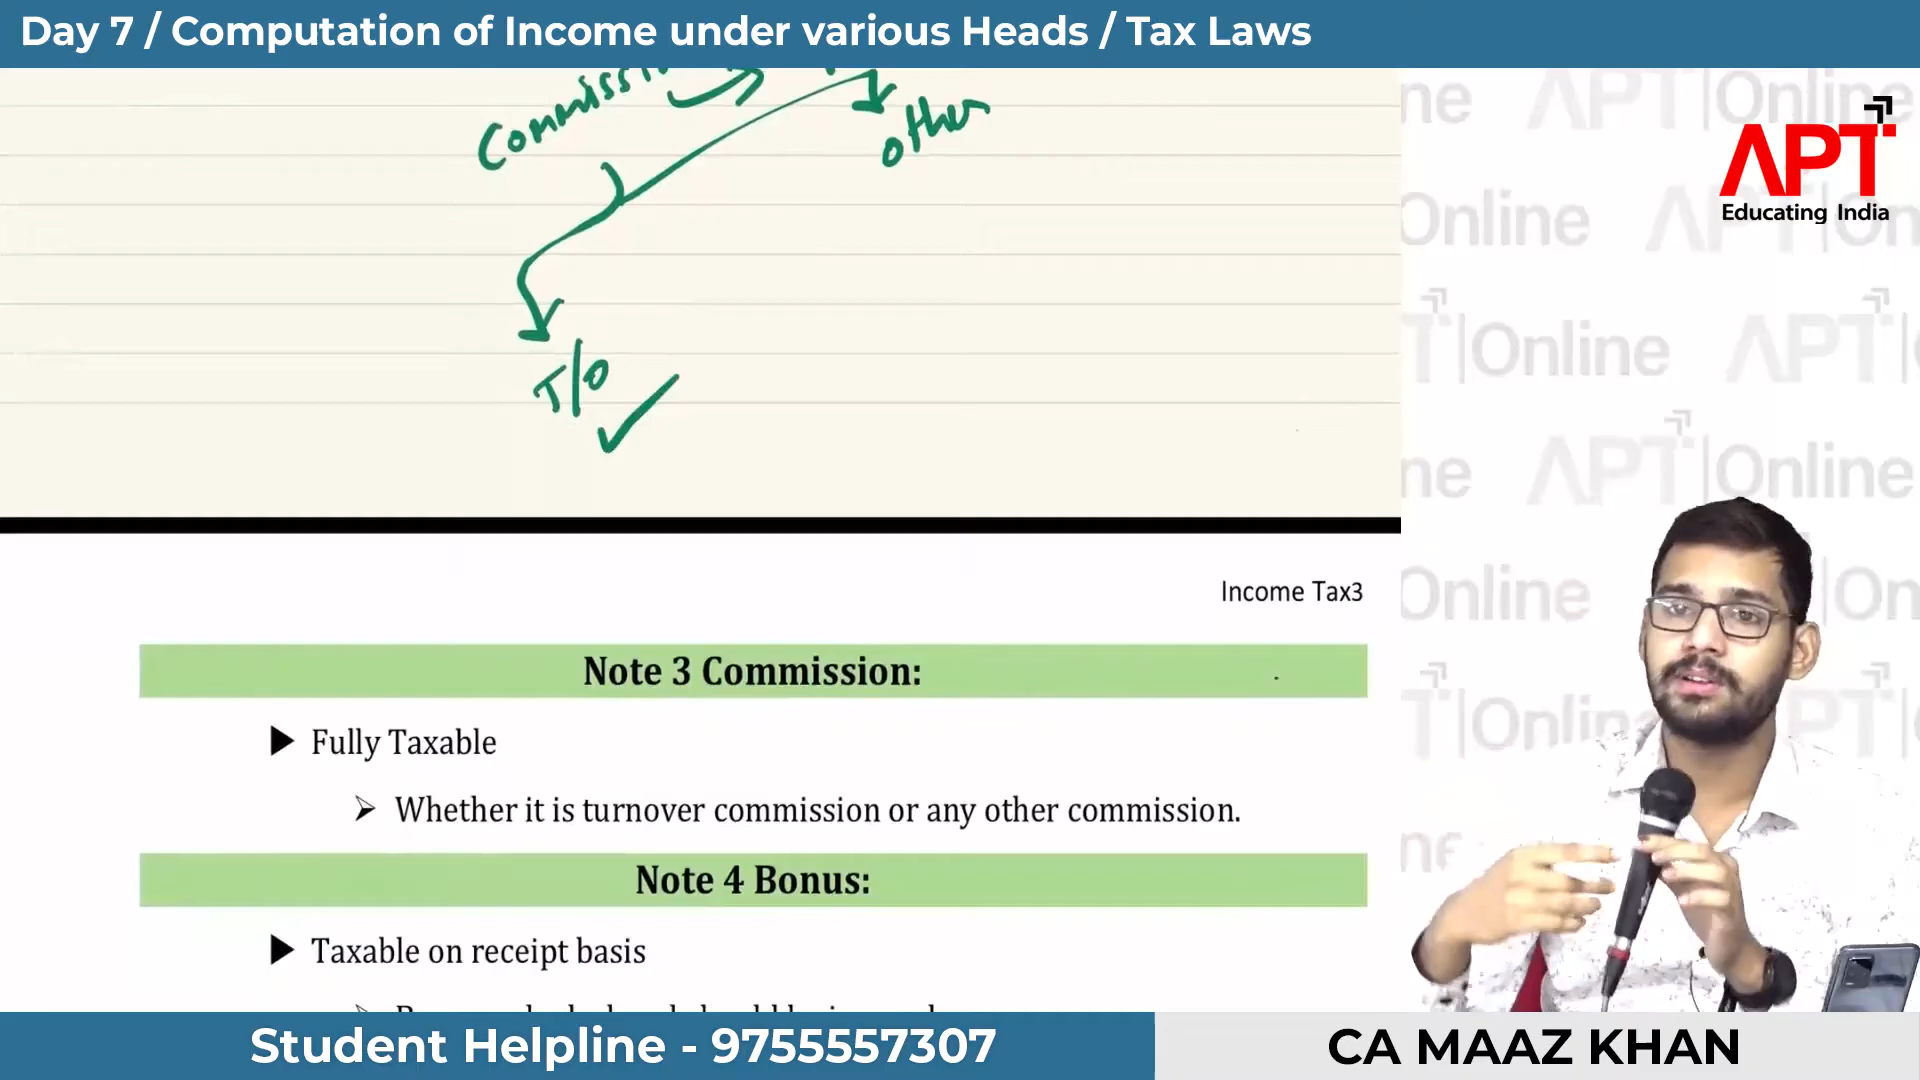 Day 7 / Computation of Income under various Heads / Tax Laws
other
T/O
APT
Educating India
Income Tax3
Note 3 Commission:
Fully Taxable
Whether it is turnover commission or any other commission.
Note 4 Bonus:
Taxable on receipt basis
Student Helpline - 9755557307
CA MAAZ KHAN